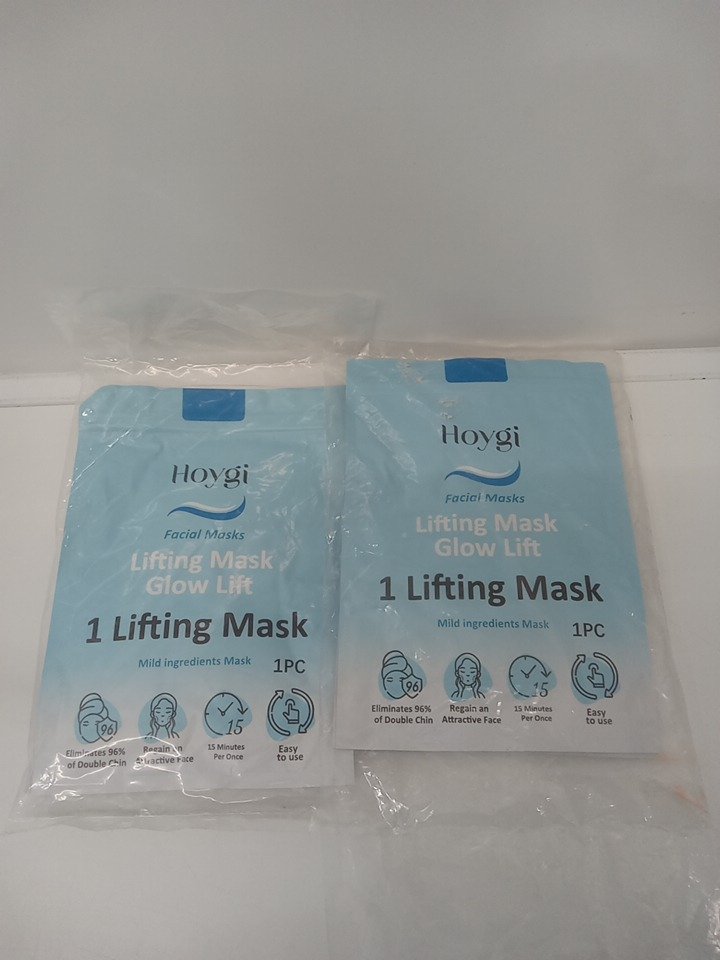 Hoygi
Facial Masks
Lifting Mask
Glow Lift
1 Lifting Mask
Mild ingredients Mask
1PC
96
15
Eliminates 96%
of Double Chin
Regain an
Attractive Face
15 Minutes
Per Once
Easy
to use
Hoygi
Facial Masks
Lifting Mask
Glow Lift
1 Lifting Mask
Mild ingredients Mask
1PC
96
15
Eliminates 96%
of Double Chin
Regain an
Attractive Face
15 Minutes
Per Once
Easy
to use